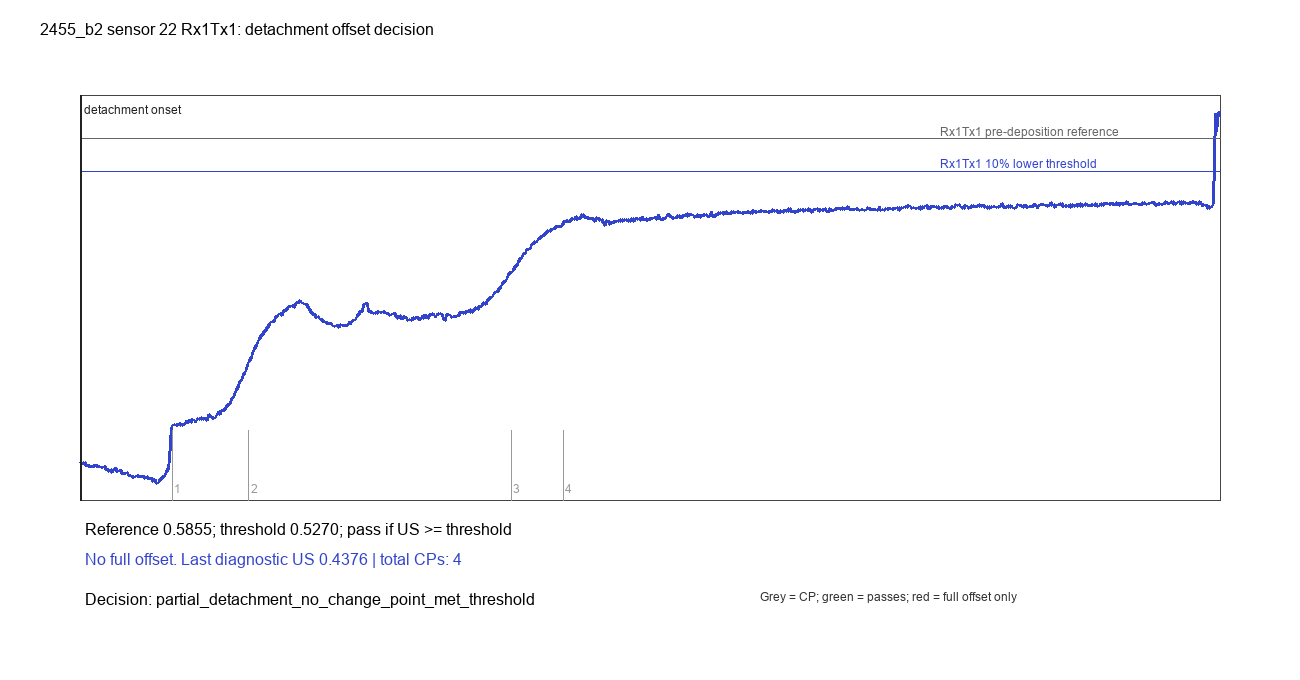 2455_b2 sensor 22 Rx1Tx1: detachment offset decision
detachment onset
Rx1Tx1 pre-deposition reference
Rx1Tx1 10% lower threshold
1
2
3
4
Reference 0.5855; threshold 0.5270; pass if US >= threshold
No full offset. Last diagnostic US 0.4376 | total CPs: 4
Decision: partial_detachment_no_change_point_met_threshold
Grey = CP; green = passes; red = full offset only